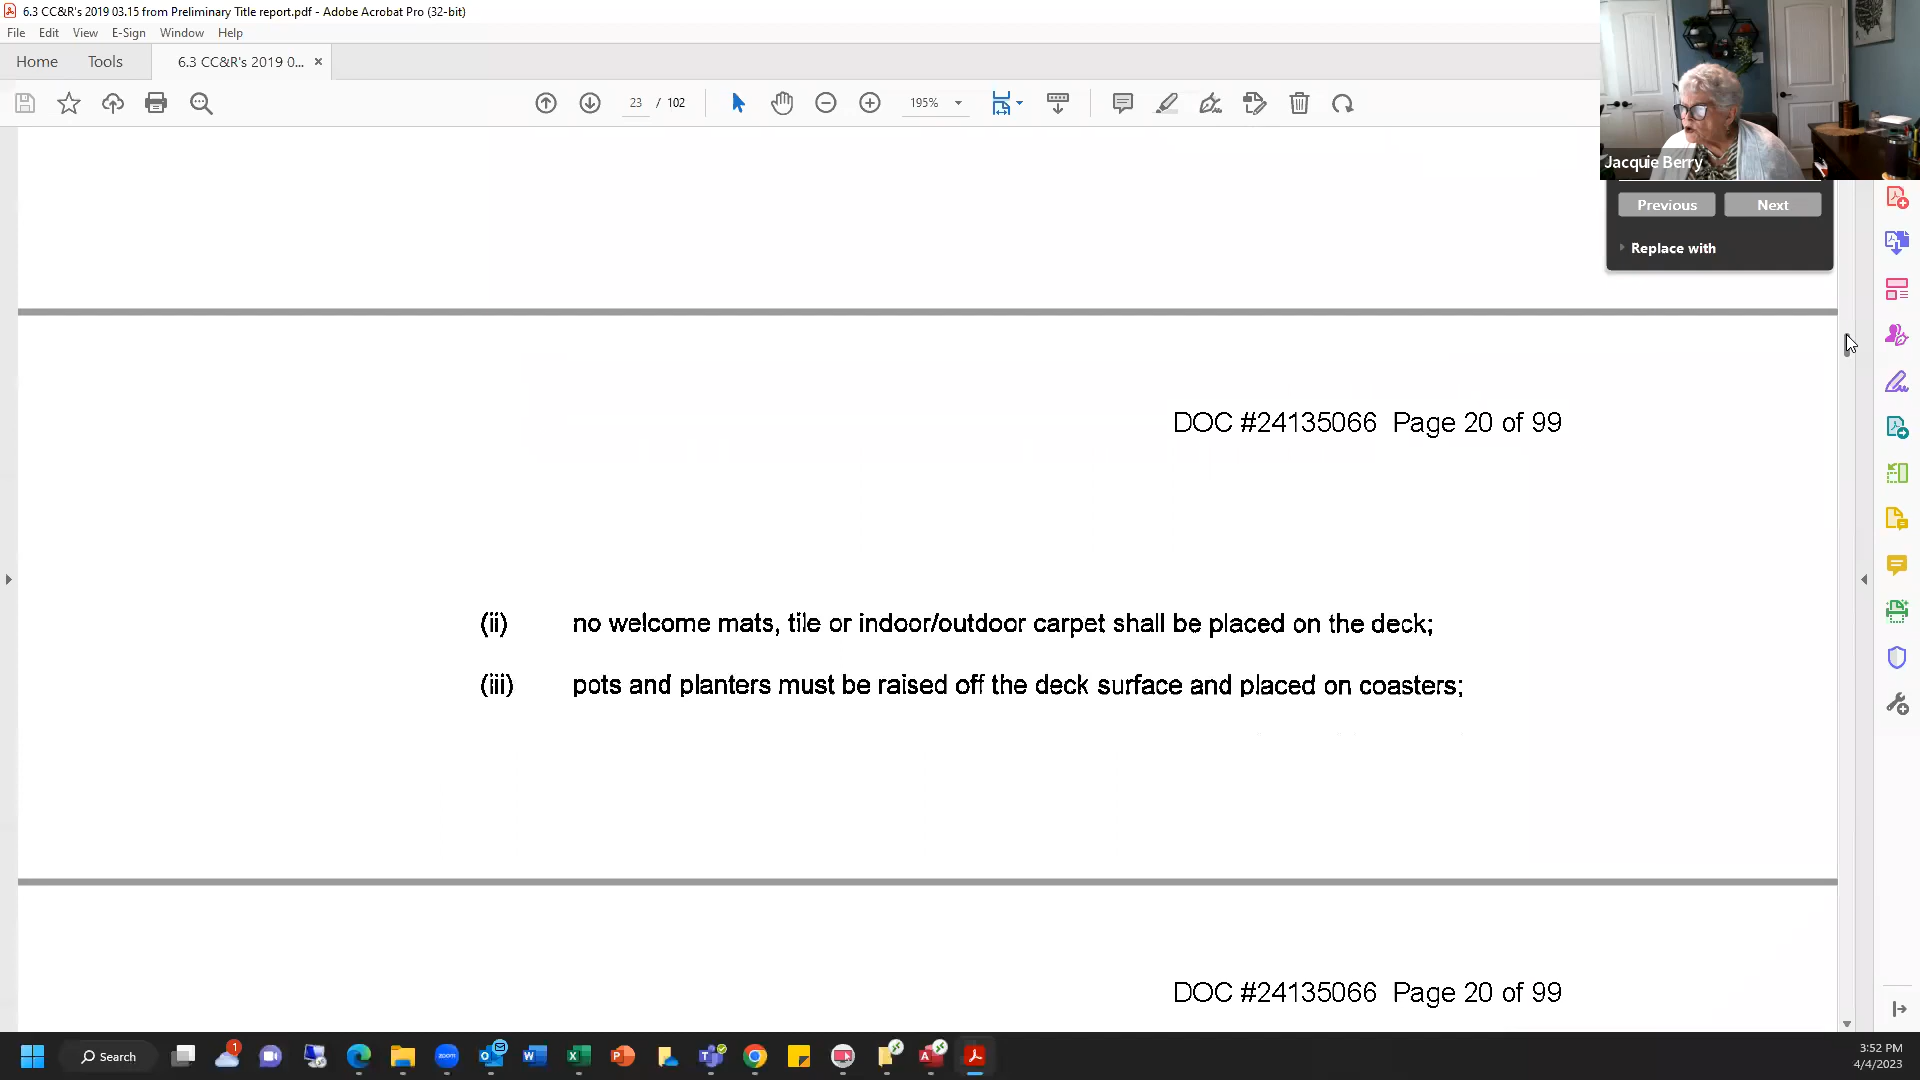 6.3 CC&R's 2019 03.15 from Preliminary Title report.pdf - Adobe Acrobat Pro (32-bit)
File Edit View E-Sign Window Help
Home Tools 6.3 CC&R's 2019 0... ×
23 / 102 195%
Jacquie Berry
Previous Next
Replace with
DOC #24135066 Page 20 of 99
(ii) no welcome mats, tile or indoor/outdoor carpet shall be placed on the deck;
(iii) pots and planters must be raised off the deck surface and placed on coasters;
DOC #24135066 Page 20 of 99
Search 1 zoom
3:52 PM
4/4/2023